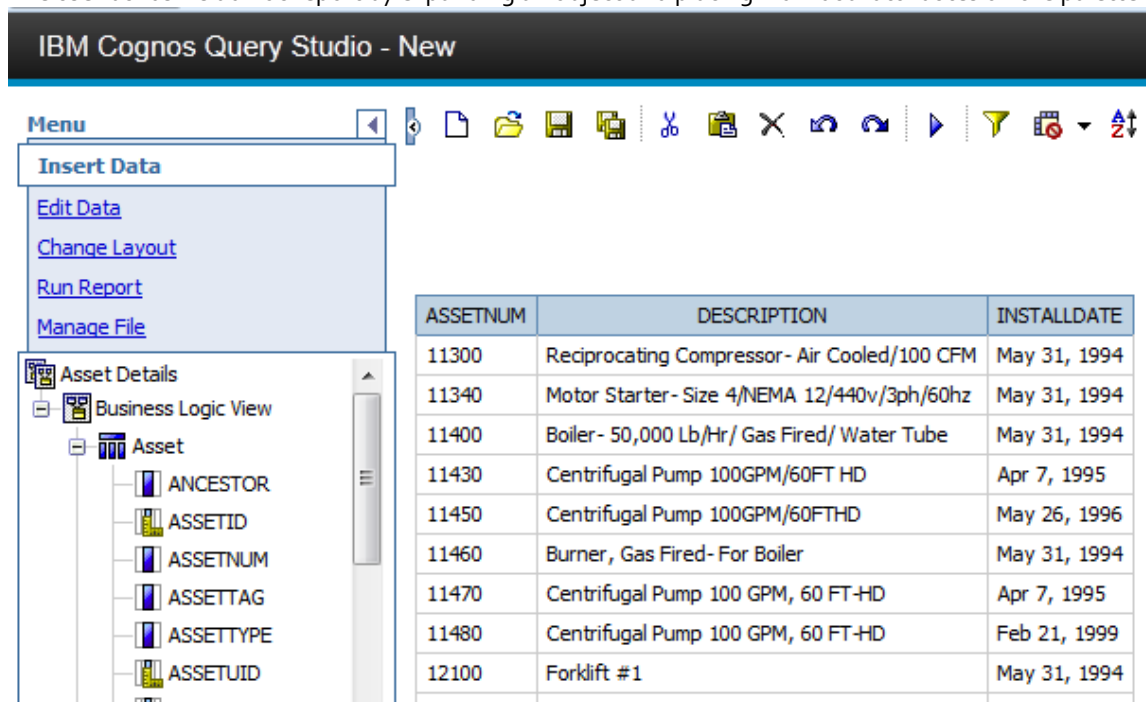 IBM Cognos Query Studio - New
Menu
Insert Data
Edit Data
Change Layout
Run Report
Manage File
Asset Details
Business Logic View
Asset
ANCESTOR
ASSETID
ASSETNUM
ASSETTAG
ASSETTYPE
ASSETUID
ASSETNUM DESCRIPTION INSTALLDATE
11300 Reciprocating Compressor- Air Cooled/100 CFM May 31, 1994
11340 Motor Starter- Size 4/NEMA 12/440v/3ph/60hz May 31, 1994
11400 Boiler- 50,000 Lb/Hr/ Gas Fired/ Water Tube May 31, 1994
11430 Centrifugal Pump 100GPM/60FT HD Apr 7, 1995
11450 Centrifugal Pump 100GPM/60FTHD May 26, 1996
11460 Burner, Gas Fired- For Boiler May 31, 1994
11470 Centrifugal Pump 100 GPM, 60 FT-HD Apr 7, 1995
11480 Centrifugal Pump 100 GPM, 60 FT-HD Feb 21, 1999
12100 Forklift #1 May 31, 1994